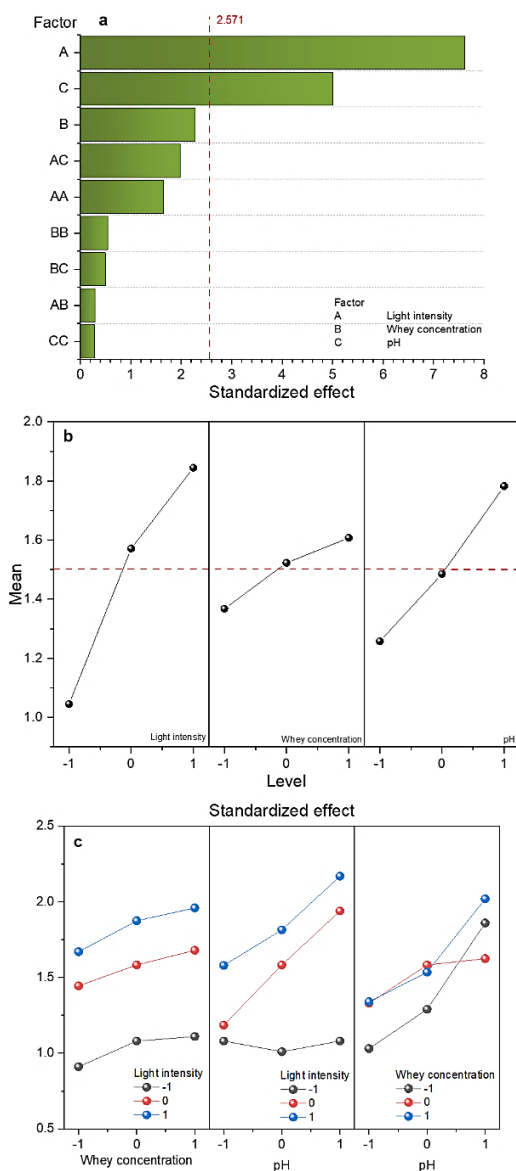 Factor
a
2.571
A
C
B
AC
AA
BB
BC
AB
CC
Factor
A Light intensity
B Whey concentration
C pH
0 1 2 3 4 5 6 7 8
Standardized effect
b
2.0
1.8
1.6
1.4
1.2
1.0
Mean
Light intensity
Whey concentration
pH
-1 0 1 -1 0 1 -1 0 1
Level
Standardized effect
c
2.5
2.0
1.5
1.0
0.5
Light intensity
-1
0
1
Light intensity
-1
0
1
Whey concentration
-1
0
1
-1 0 1 -1 0 1 -1 0 1
Whey concentration
pH
pH